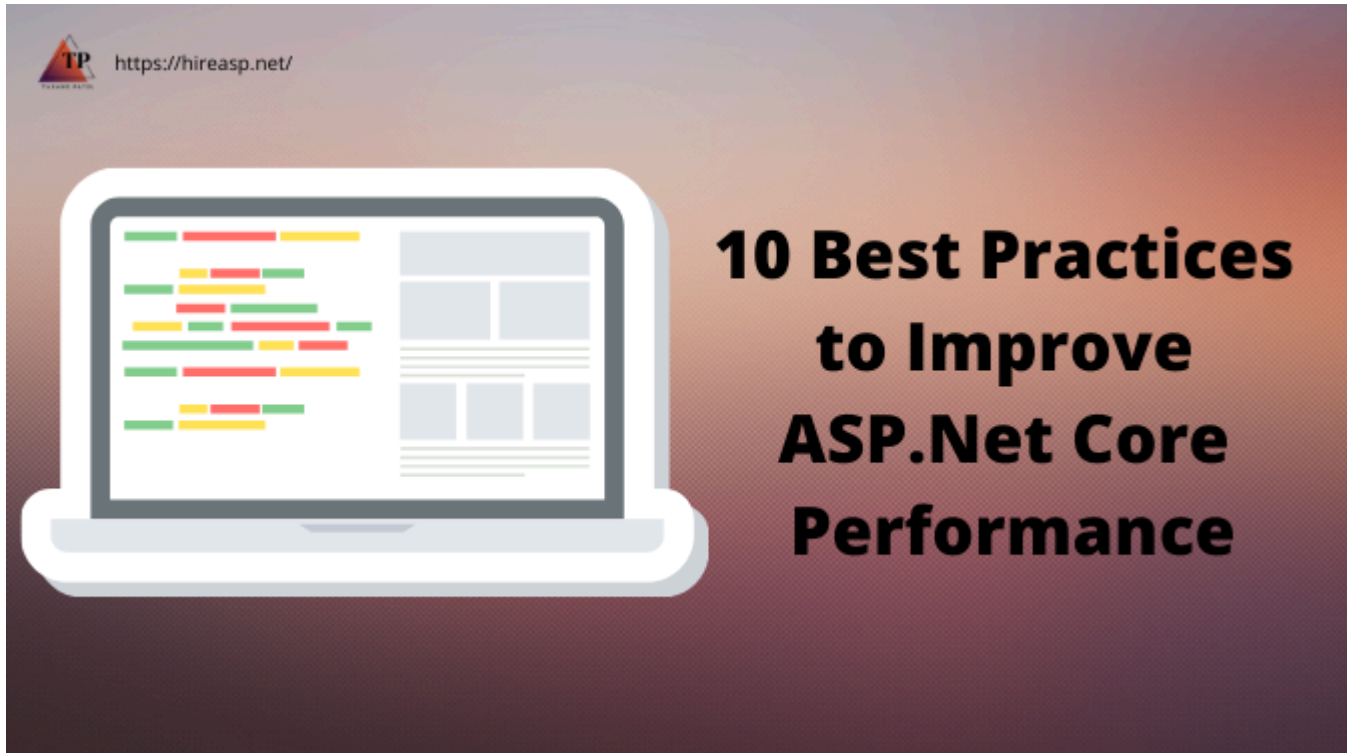 TP
https://hireasp.net/
10 Best Practices
to Improve
ASP.Net Core
Performance